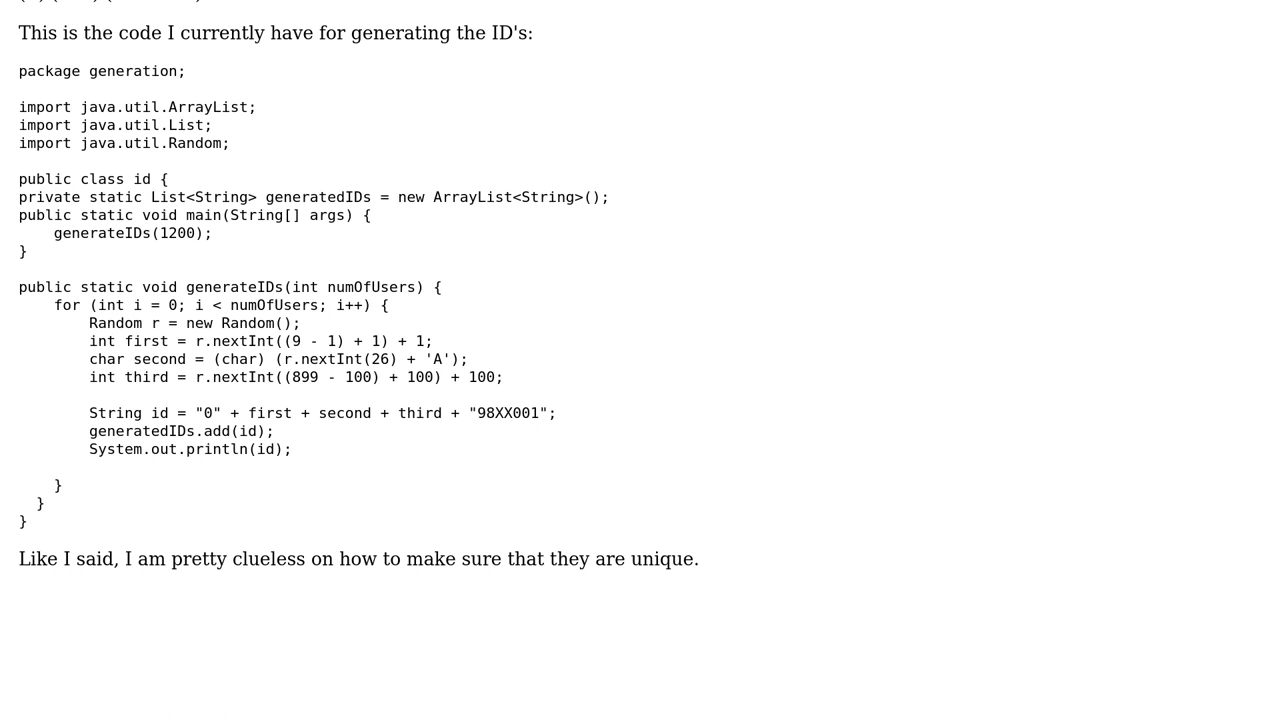 This is the code I currently have for generating the ID's:
package generation;
import java.util.ArrayList;
import java.util.List;
import java.util.Random;
public class id {
private static List<String> generatedIDs = new ArrayList<String>();
public static void main(String[] args) {
    generateIDs(1200);
}
public static void generateIDs(int numOfUsers) {
    for (int i = 0; i < numOfUsers; i++) {
        Random r = new Random();
        int first = r.nextInt((9 - 1) + 1) + 1;
        char second = (char) (r.nextInt(26) + 'A');
        int third = r.nextInt((899 - 100) + 100) + 100;
        String id = "0" + first + second + third + "98XX001";
        generatedIDs.add(id);
        System.out.println(id);
    }
  }
}
Like I said, I am pretty clueless on how to make sure that they are unique.